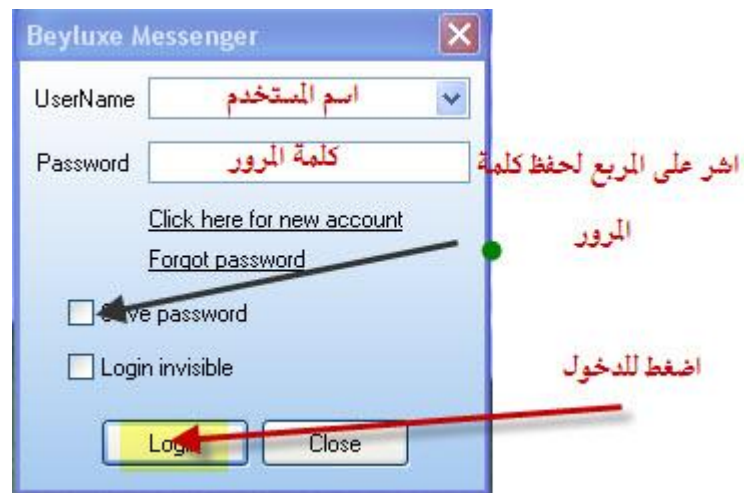 Beyluxe Messenger
UserName اسم المستخدم
Password كلمة المرور
اشر على المربع لحفظ كلمة
المرور
Click here for new account
Forgot password
Save password
Login invisible
اضغط للدخول
Login Close